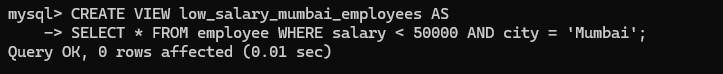 mysql> CREATE VIEW low_salary_mumbai_employees AS
    -> SELECT * FROM employee WHERE salary < 50000 AND city = 'Mumbai';
Query OK, 0 rows affected (0.01 sec)